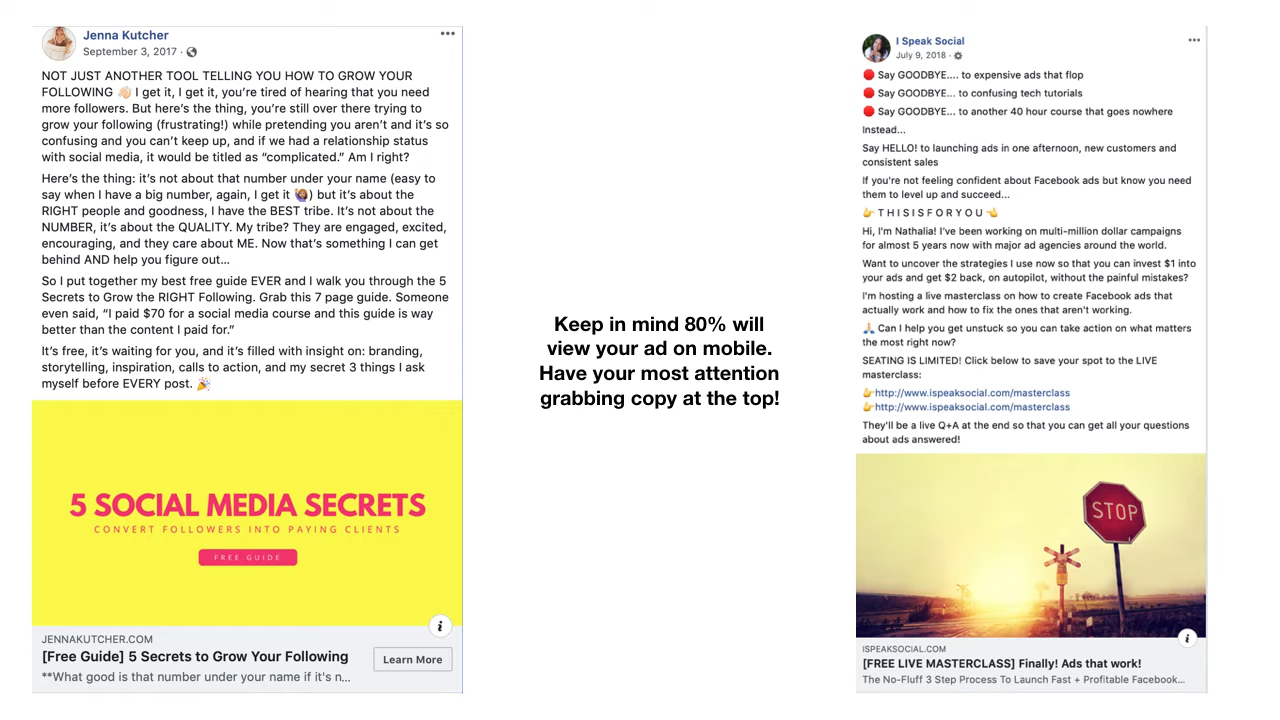 Jenna Kutcher
September 3, 2017 ·
NOT JUST ANOTHER TOOL TELLING YOU HOW TO GROW YOUR
FOLLOWING 👋🏻 I get it, I get it, you’re tired of hearing that you need
more followers. But here’s the thing, you’re still over there trying to
grow your following (frustrating!) while pretending you aren’t and it’s so
confusing and you can’t keep up, and if we had a relationship status
with social media, it would be titled as “complicated.” Am I right?
Here’s the thing: it’s not about that number under your name (easy to
say when I have a big number, again, I get it 🙋🏽‍♀️) but it’s about the
RIGHT people and goodness, I have the BEST tribe. It’s not about the
NUMBER, it’s about the QUALITY. My tribe? They are engaged, excited,
encouraging, and they care about ME. Now that’s something I can get
behind AND help you figure out…
So I put together my best free guide EVER and I walk you through the 5
Secrets to Grow the RIGHT Following. Grab this 7 page guide. Someone
even said, “I paid $70 for a social media course and this guide is way
better than the content I paid for.”
It’s free, it’s waiting for you, and it’s filled with insight on: branding,
storytelling, inspiration, calls to action, and my secret 3 things I ask
myself before EVERY post. 🎉
5 SOCIAL MEDIA SECRETS
CONVERT FOLLOWERS INTO PAYING CLIENTS
FREE GUIDE
JENNAKUTCHER.COM
[Free Guide] 5 Secrets to Grow Your Following
Learn More
**What good is that number under your name if it's n...
Keep in mind 80% will
view your ad on mobile.
Have your most attention
grabbing copy at the top!
I Speak Social
July 9, 2018 ·
🛑 Say GOODBYE.... to expensive ads that flop
🛑 Say GOODBYE... to confusing tech tutorials
🛑 Say GOODBYE... to another 40 hour course that goes nowhere
Instead...
Say HELLO! to launching ads in one afternoon, new customers and
consistent sales
If you're not feeling confident about Facebook ads but know you need
them to level up and succeed...
👉 T H I S I S F O R Y O U 👈
Hi, I'm Nathalia! I've been working on multi-million dollar campaigns
for almost 5 years now with major ad agencies around the world.
Want to uncover the strategies I use now so that you can invest $1 into
your ads and get $2 back, on autopilot, without the painful mistakes?
I'm hosting a live masterclass on how to create Facebook ads that
actually work and how to fix the ones that aren't working.
🙏🏻 Can I help you get unstuck so you can take action on what matters
the most right now?
SEATING IS LIMITED! Click below to save your spot to the LIVE
masterclass:
👉http://www.ispeaksocial.com/masterclass
👉http://www.ispeaksocial.com/masterclass
They'll be a live Q+A at the end so that you can get all your questions
about ads answered!
STOP
ISPEAKSOCIAL.COM
[FREE LIVE MASTERCLASS] Finally! Ads that work!
The No-Fluff 3 Step Process To Launch Fast + Profitable Facebook...